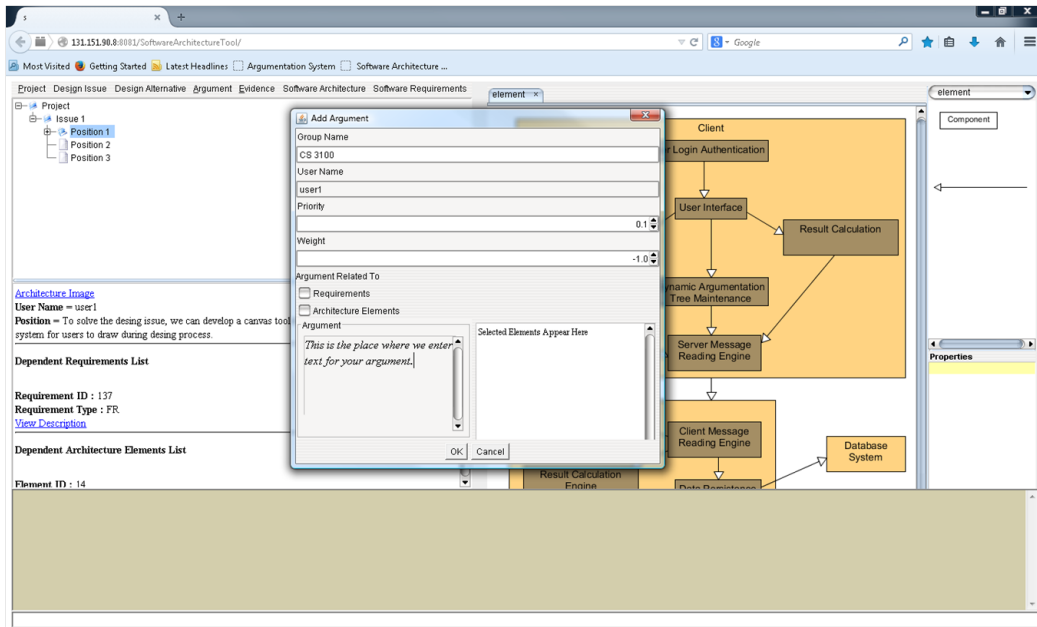 s
131.151.90.8:8081/SoftwareArchitectureTool/
Google
Most Visited Getting Started Latest Headlines Argumentation System Software Architecture ...
Project Design Issue Design Alternative Argument Evidence Software Architecture Software Requirements
Project
Issue 1
Position 1
Position 2
Position 3
element
element
Component
Add Argument
Group Name
CS 3100
User Name
user1
Priority
0.1
Weight
-1.0
Argument Related To
Requirements
Architecture Elements
Argument
This is the place where we enter
text for your argument.
Selected Elements Appear Here
OK Cancel
Client
Login Authentication
User Interface
Result Calculation
Argumentation
Tree Maintenance
Server Message
Reading Engine
Client Message
Reading Engine
Database
System
Result Calculation
Engine
Properties
Architecture Image
User Name = user1
Position = To solve the desing issue, we can develop a canvas tool
system for users to draw during desing process.
Dependent Requirements List
Requirement ID : 137
Requirement Type : FR
View Description
Dependent Architecture Elements List
Element ID : 14